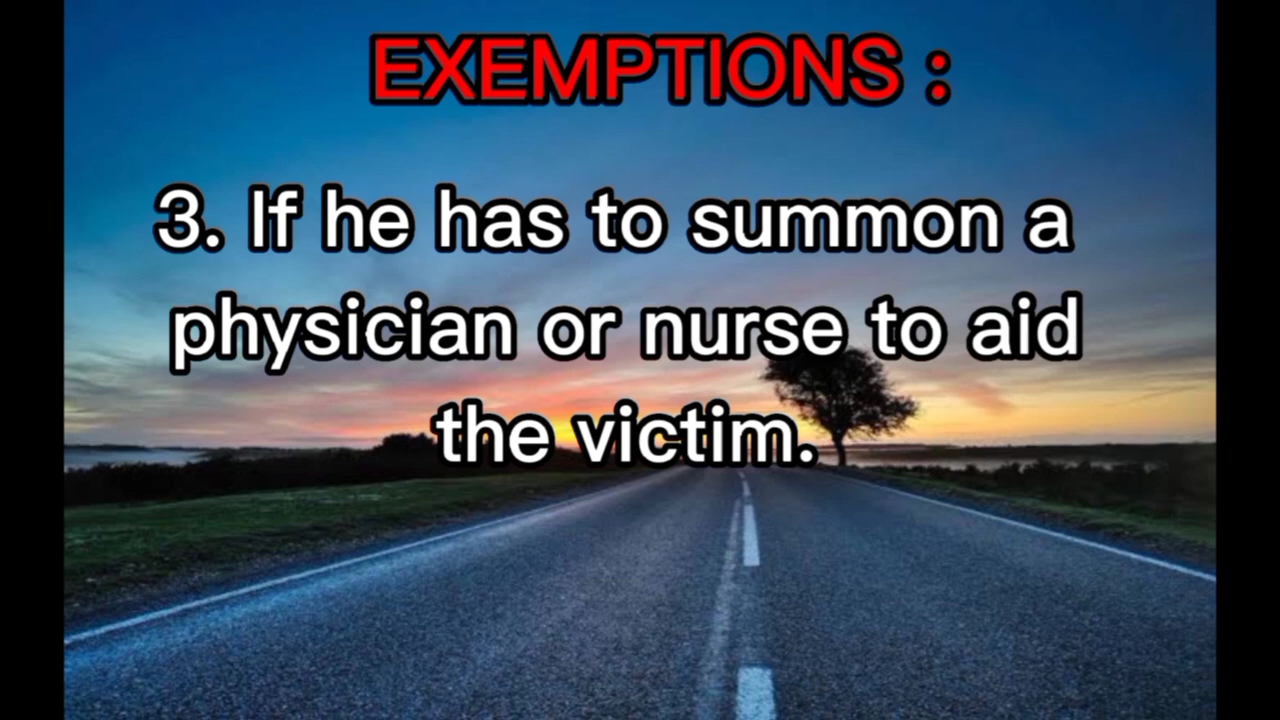 EXEMPTIONS :
3. If he has to summon a
physician or nurse to aid
the victim.